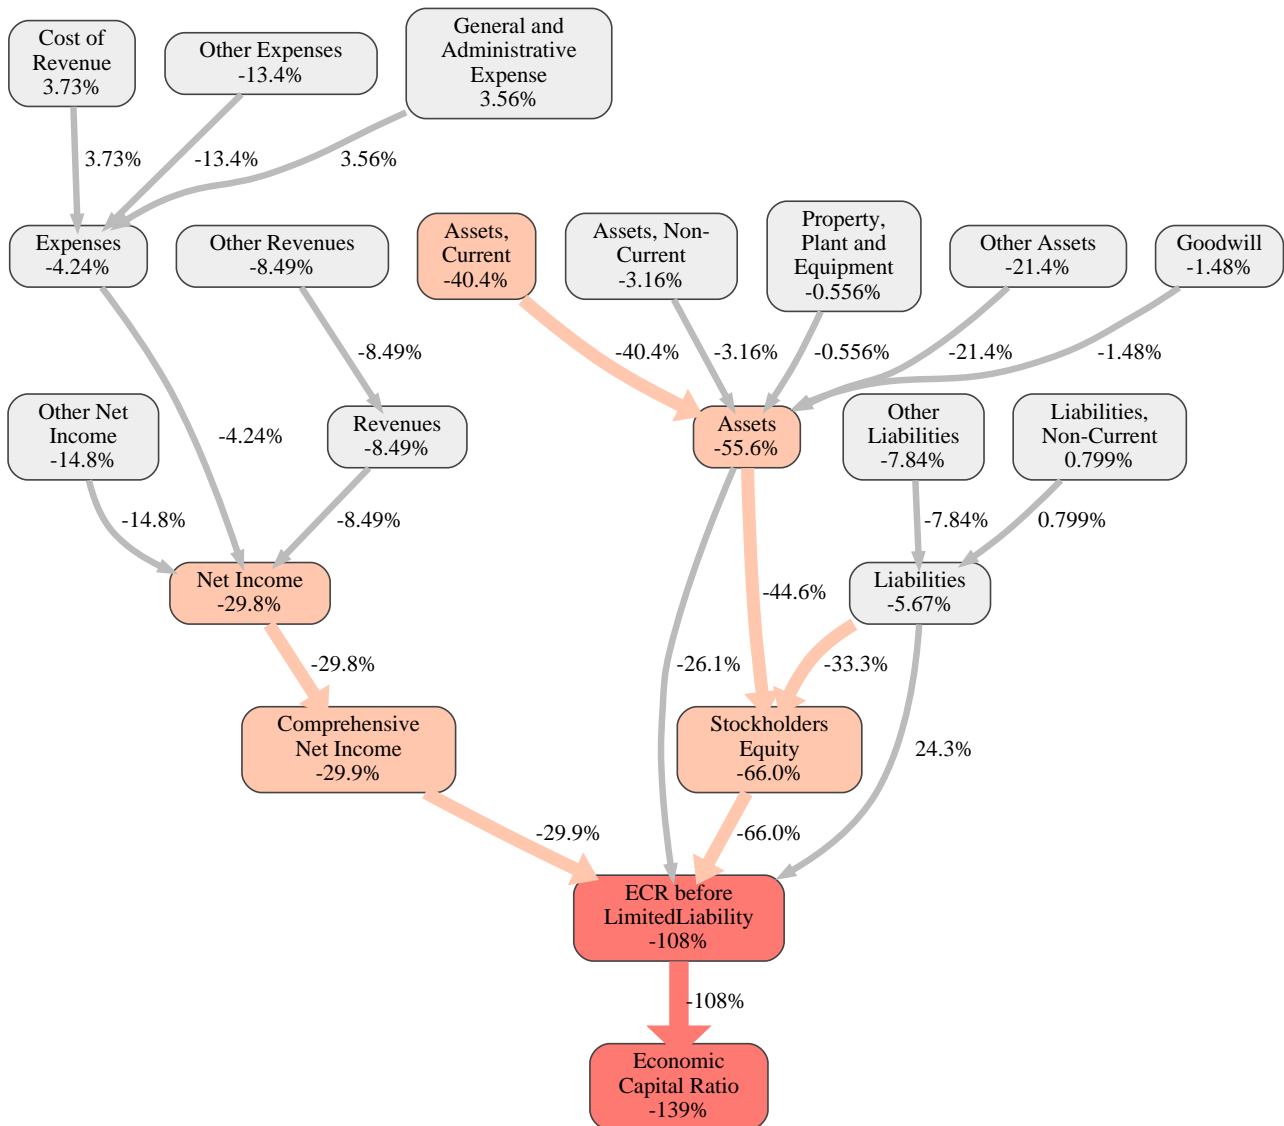 Cost of
Revenue
3.73%
Other Expenses
-13.4%
General and
Administrative
Expense
3.56%
3.73%
-13.4%
3.56%
Expenses
-4.24%
Other Revenues
-8.49%
Assets,
Current
-40.4%
Assets, Non-
Current
-3.16%
Property,
Plant and
Equipment
-0.556%
Other Assets
-21.4%
Goodwill
-1.48%
-8.49%
-40.4%
-3.16%
-0.556%
-21.4%
-1.48%
Other Net
Income
-14.8%
-4.24%
Revenues
-8.49%
Assets
-55.6%
Other
Liabilities
-7.84%
Liabilities,
Non-Current
0.799%
-14.8%
-8.49%
-7.84%
0.799%
Net Income
-29.8%
-44.6%
Liabilities
-5.67%
-29.8%
-26.1%
-33.3%
Comprehensive
Net Income
-29.9%
Stockholders
Equity
-66.0%
24.3%
-29.9%
-66.0%
ECR before
LimitedLiability
-108%
-108%
Economic
Capital Ratio
-139%